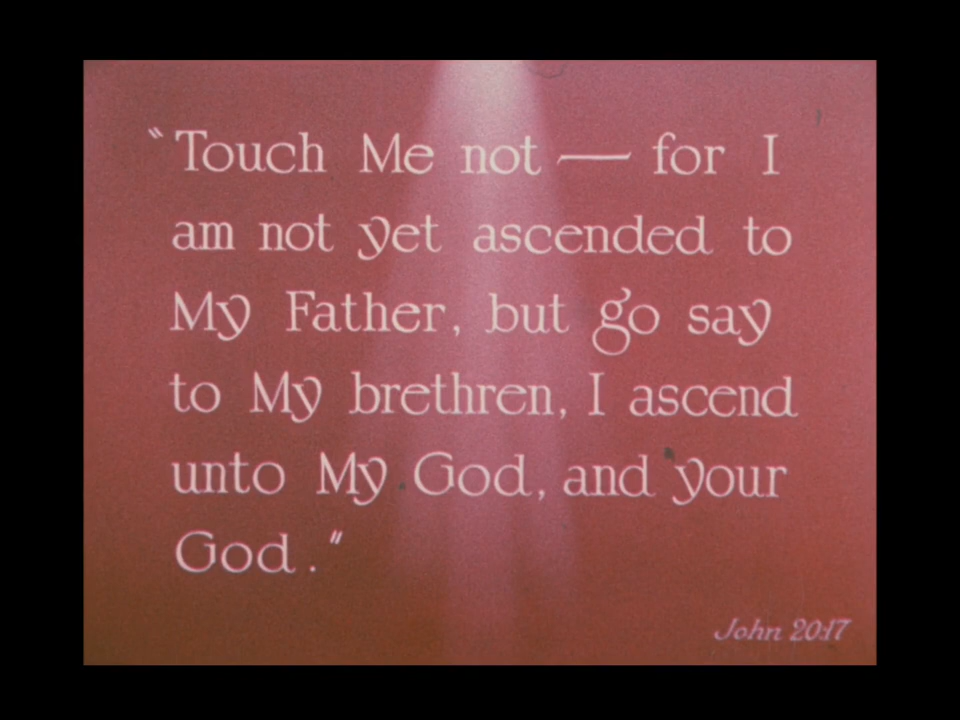 "Touch Me not — for I
am not yet ascended to
My Father, but go say
to My brethren, I ascend
unto My God, and your
God."
John 20:17